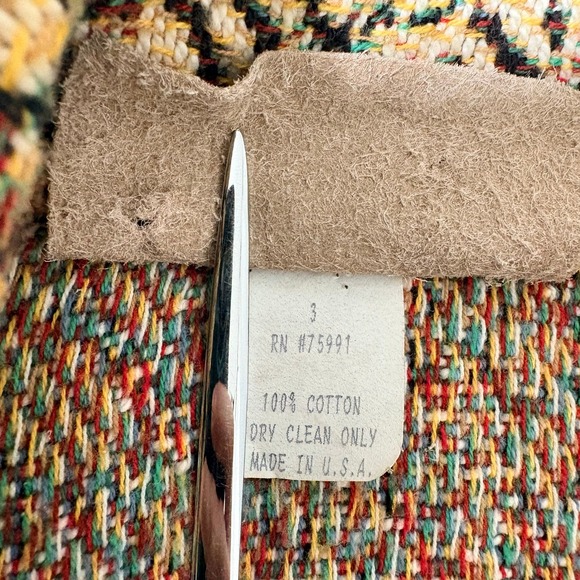 3
RN #75991
100% COTTON
DRY CLEAN ONLY
MADE IN U.S.A.